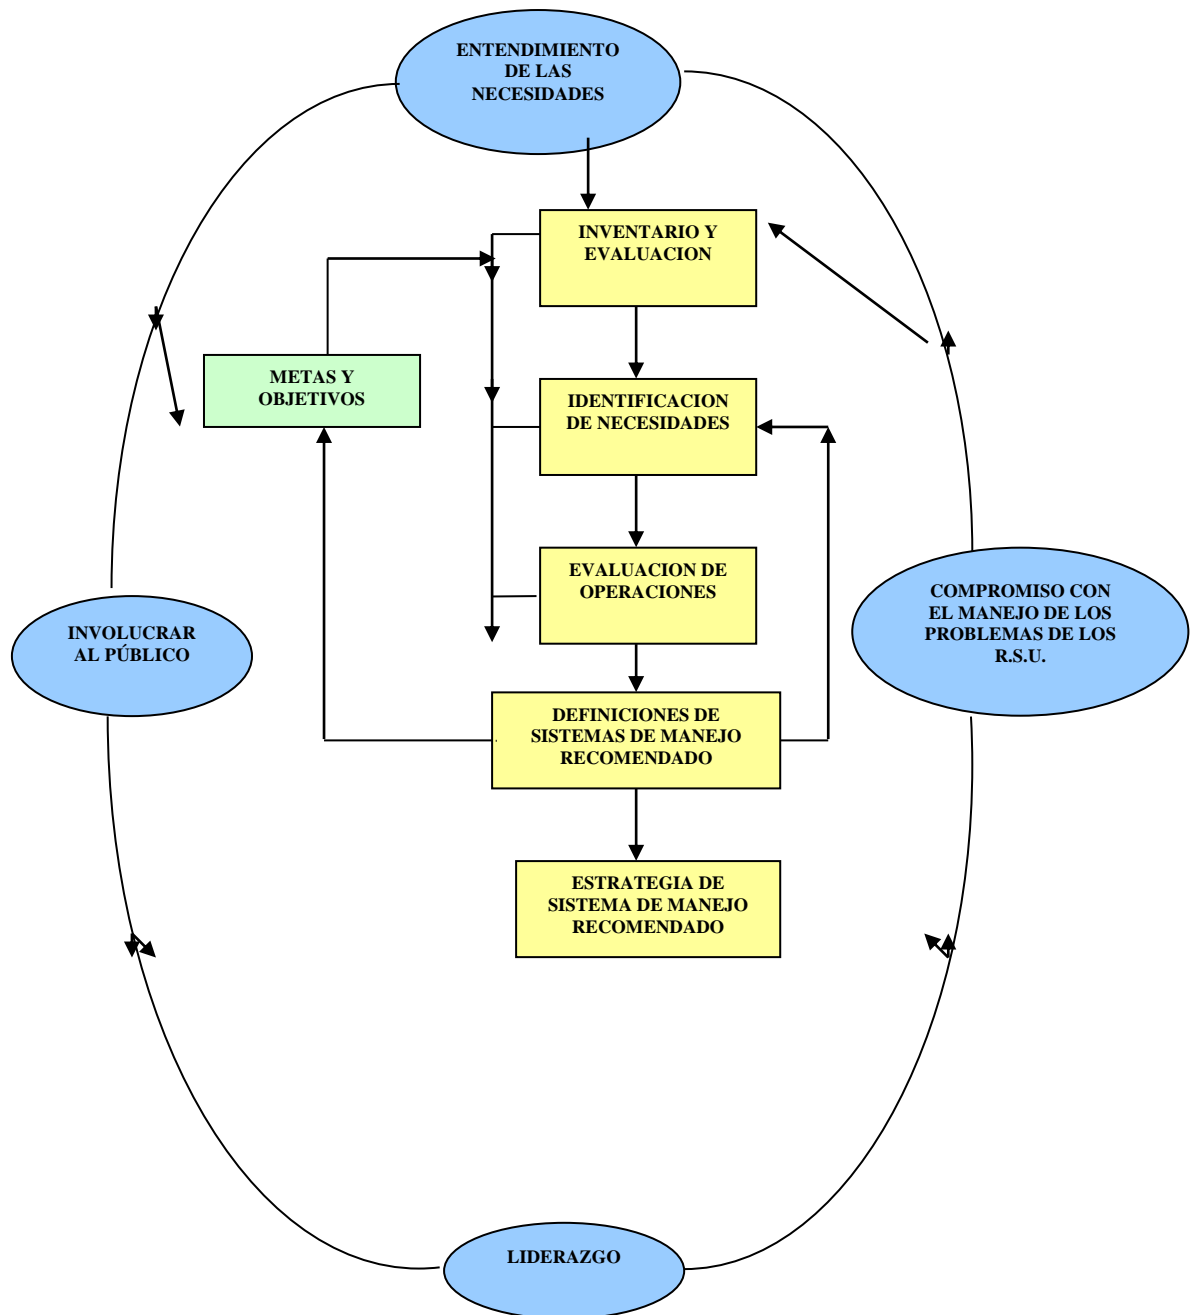 ENTENDIMIENTO
DE LAS
NECESIDADES
INVENTARIO Y
EVALUACION
METAS Y
OBJETIVOS
IDENTIFICACION
DE NECESIDADES
EVALUACION DE
OPERACIONES
INVOLUCRAR
AL PÚBLICO
COMPROMISO CON
EL MANEJO DE LOS
PROBLEMAS DE LOS
R.S.U.
DEFINICIONES DE
SISTEMAS DE MANEJO
RECOMENDADO
ESTRATEGIA DE
SISTEMA DE MANEJO
RECOMENDADO
LIDERAZGO